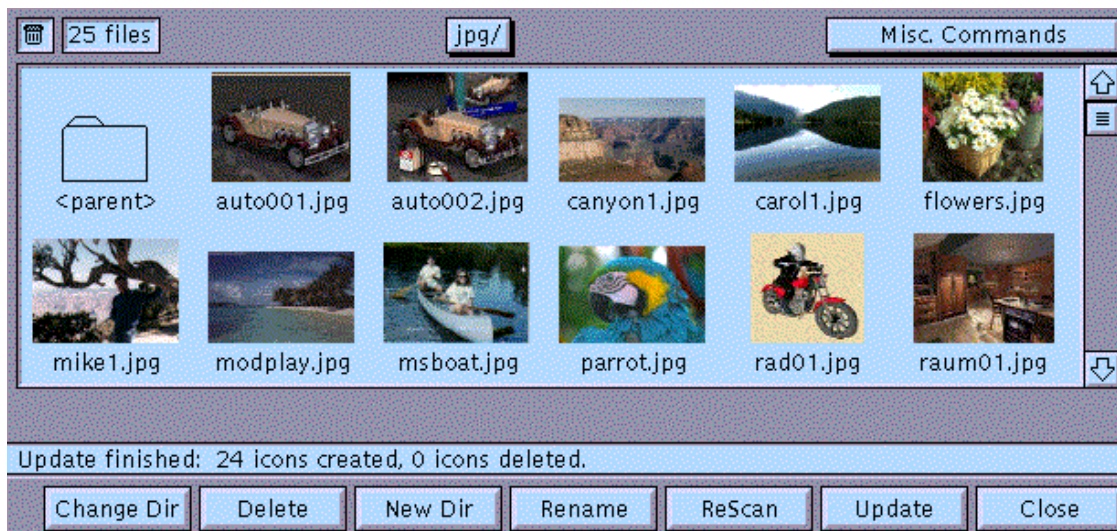 25 files
jpg/
Misc. Commands
<parent>
auto001.jpg
auto002.jpg
canyon1.jpg
carol1.jpg
flowers.jpg
mike1.jpg
modplay.jpg
msboat.jpg
parrot.jpg
rad01.jpg
raum01.jpg
Update finished: 24 icons created, 0 icons deleted.
Change Dir
Delete
New Dir
Rename
ReScan
Update
Close